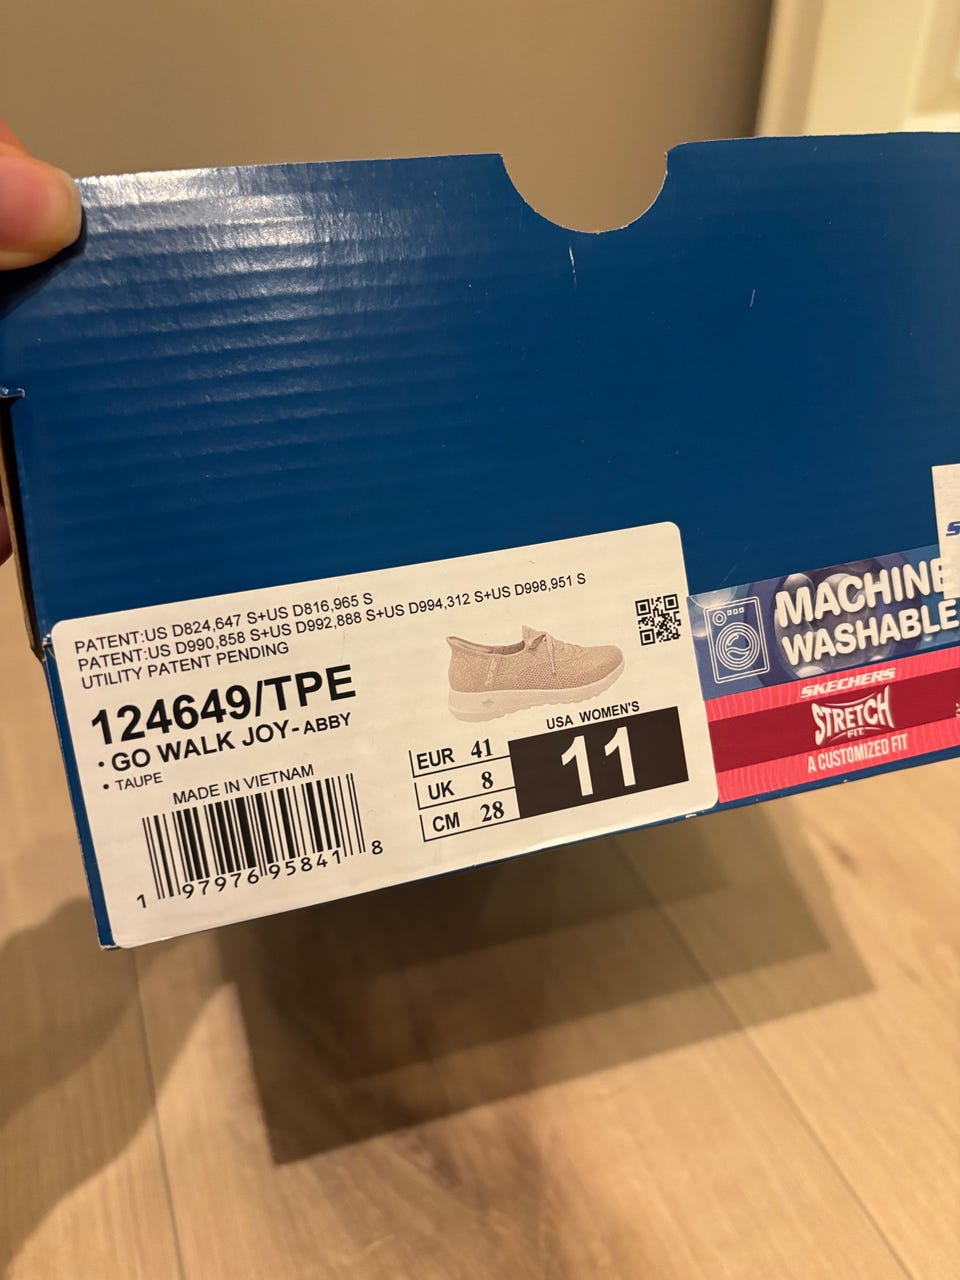 PATENT:US D824,647 S+US D816,965 S
PATENT:US D990,858 S+US D992,888 S+US D994,312 S+US D998,951 S
UTILITY PATENT PENDING
124649/TPE
• GO WALK JOY-ABBY
• TAUPE
MADE IN VIETNAM
1 97976 95841 8
USA WOMEN'S
EUR 41
UK 8
CM 28
11
MACHINE
WASHABLE
SKECHERS
STRETCH
FIT
A CUSTOMIZED FIT